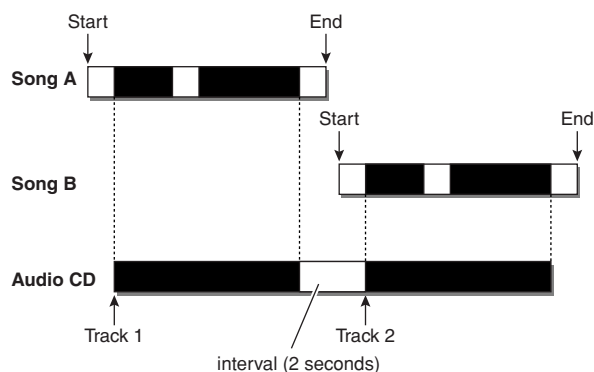 Start
End
Song A
Start
End
Song B
Audio CD
Track 1
Track 2
interval (2 seconds)